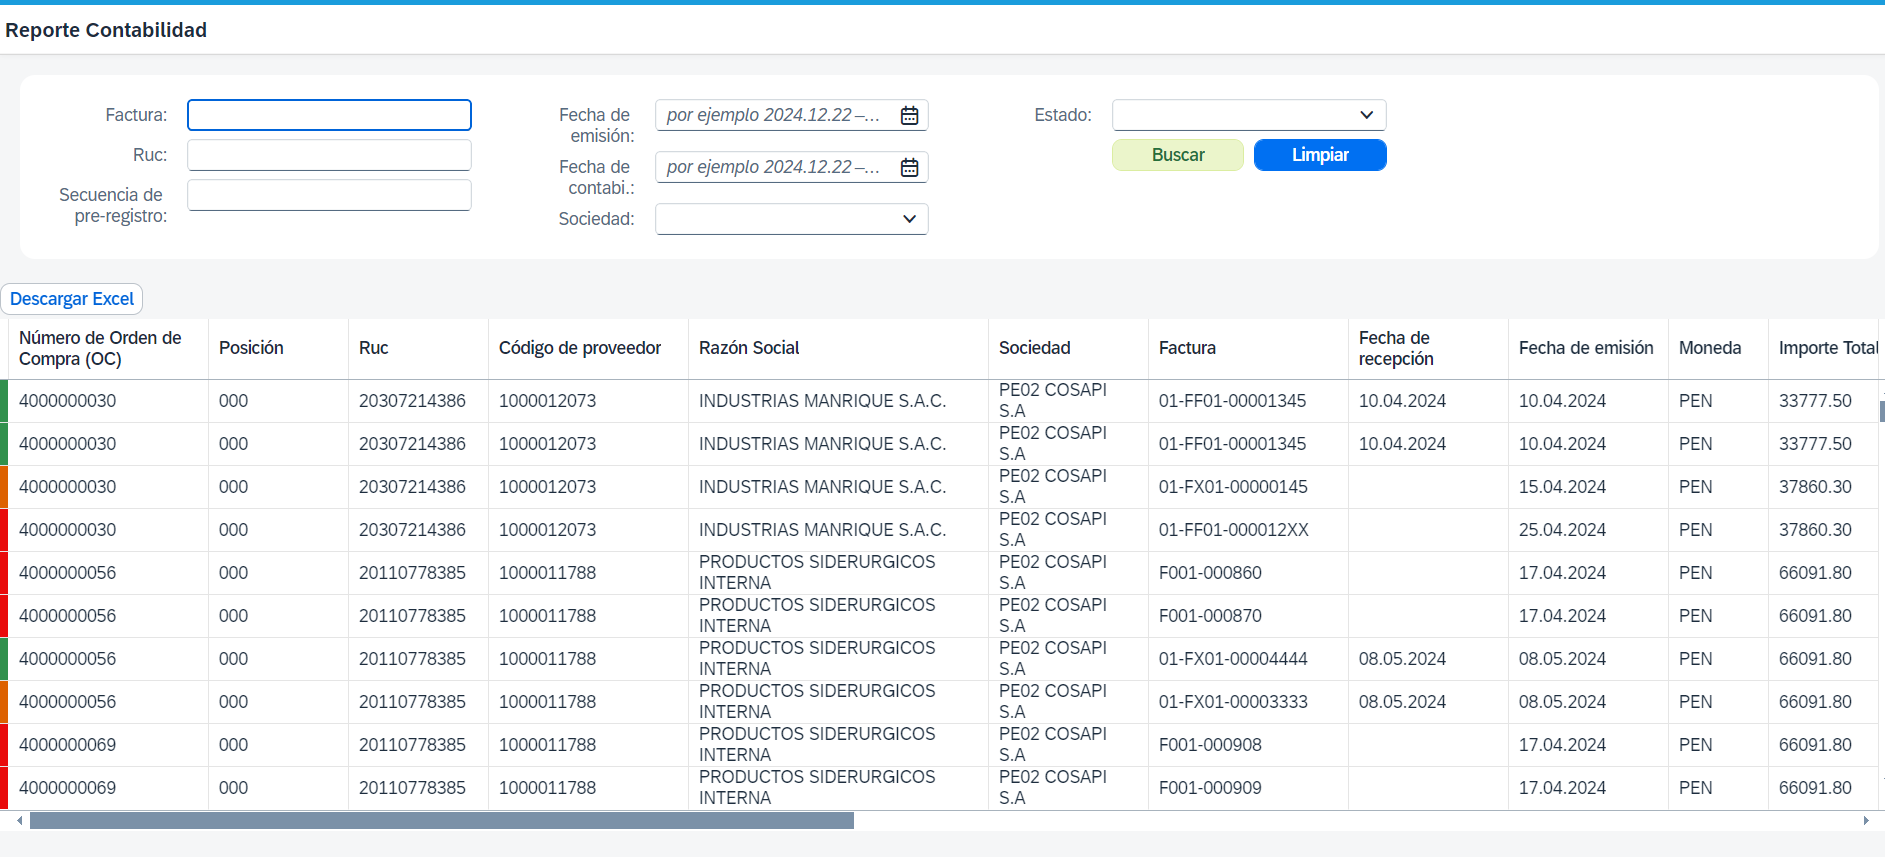 Reporte Contabilidad
Factura:
Ruc:
Secuencia de
pre-registro:
Fecha de
emisión:
por ejemplo 2024.12.22 –...
Fecha de
contabi.:
por ejemplo 2024.12.22 –...
Sociedad:
Estado:
Buscar Limpiar
Descargar Excel
Número de Orden de
Compra (OC)
Posición
Ruc
Código de proveedor
Razón Social
Sociedad
Factura
Fecha de
recepción
Fecha de emisión
Moneda
Importe Total
4000000030 000 20307214386 1000012073 INDUSTRIAS MANRIQUE S.A.C. PE02 COSAPI
S.A 01-FF01-00001345 10.04.2024 10.04.2024 PEN 33777.50
4000000030 000 20307214386 1000012073 INDUSTRIAS MANRIQUE S.A.C. PE02 COSAPI
S.A 01-FF01-00001345 10.04.2024 10.04.2024 PEN 33777.50
4000000030 000 20307214386 1000012073 INDUSTRIAS MANRIQUE S.A.C. PE02 COSAPI
S.A 01-FX01-00000145 15.04.2024 PEN 37860.30
4000000030 000 20307214386 1000012073 INDUSTRIAS MANRIQUE S.A.C. PE02 COSAPI
S.A 01-FF01-000012XX 25.04.2024 PEN 37860.30
4000000056 000 20110778385 1000011788 PRODUCTOS SIDERURGICOS
INTERNA PE02 COSAPI
S.A F001-000860 17.04.2024 PEN 66091.80
4000000056 000 20110778385 1000011788 PRODUCTOS SIDERURGICOS
INTERNA PE02 COSAPI
S.A F001-000870 17.04.2024 PEN 66091.80
4000000056 000 20110778385 1000011788 PRODUCTOS SIDERURGICOS
INTERNA PE02 COSAPI
S.A 01-FX01-00004444 08.05.2024 08.05.2024 PEN 66091.80
4000000056 000 20110778385 1000011788 PRODUCTOS SIDERURGICOS
INTERNA PE02 COSAPI
S.A 01-FX01-00003333 08.05.2024 08.05.2024 PEN 66091.80
4000000069 000 20110778385 1000011788 PRODUCTOS SIDERURGICOS
INTERNA PE02 COSAPI
S.A F001-000908 17.04.2024 PEN 66091.80
4000000069 000 20110778385 1000011788 PRODUCTOS SIDERURGICOS
INTERNA PE02 COSAPI
S.A F001-000909 17.04.2024 PEN 66091.80